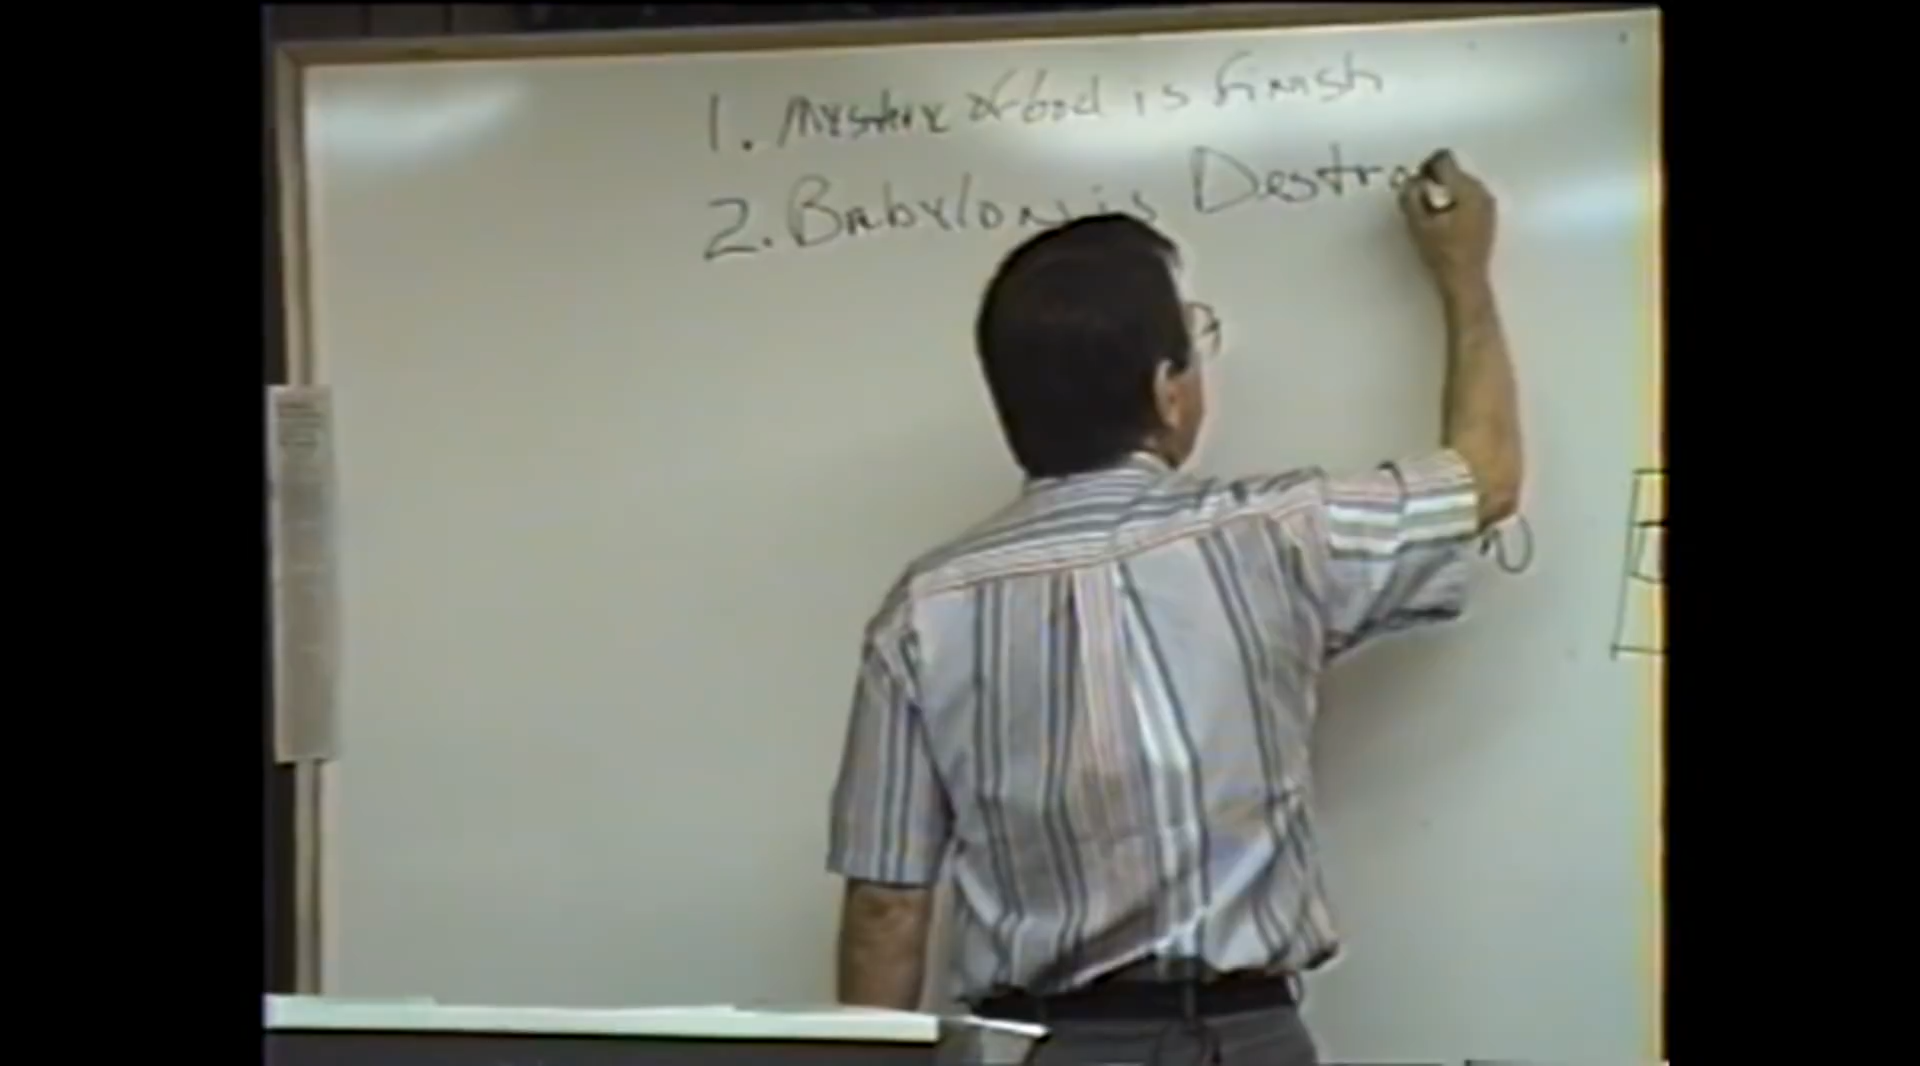 1. Mystery of God is Finish
2. Babylon is Destro